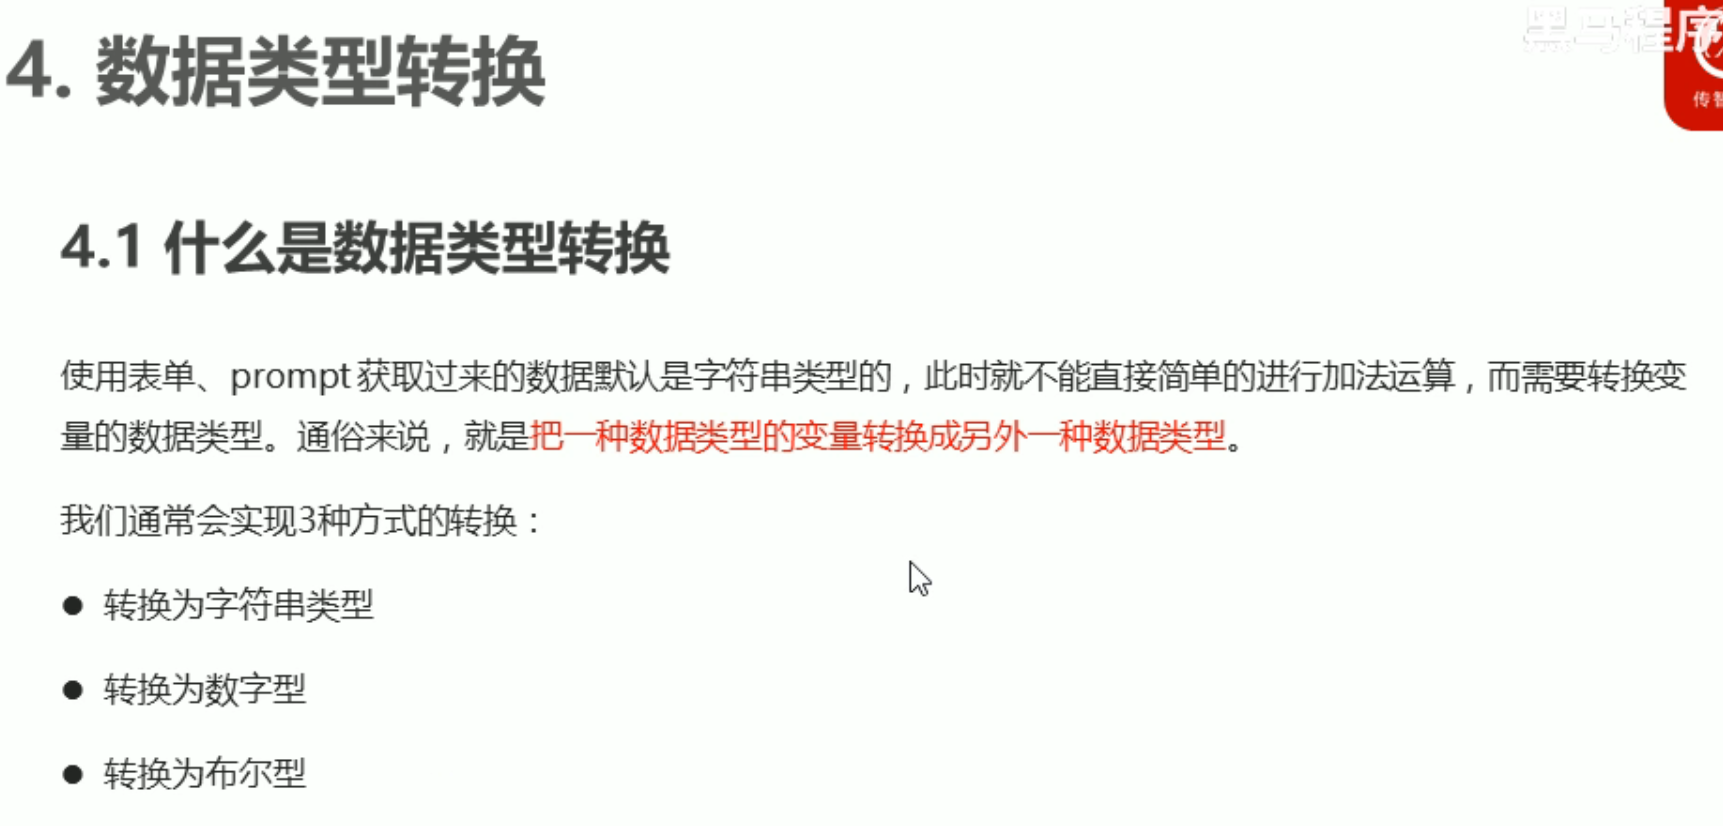 黑马程序
传智
4. 数据类型转换
4.1 什么是数据类型转换
使用表单、prompt 获取过来的数据默认是字符串类型的，此时就不能直接简单的进行加法运算，而需要转换变
量的数据类型。通俗来说，就是把一种数据类型的变量转换成另外一种数据类型。
我们通常会实现3种方式的转换：
● 转换为字符串类型
● 转换为数字型
● 转换为布尔型